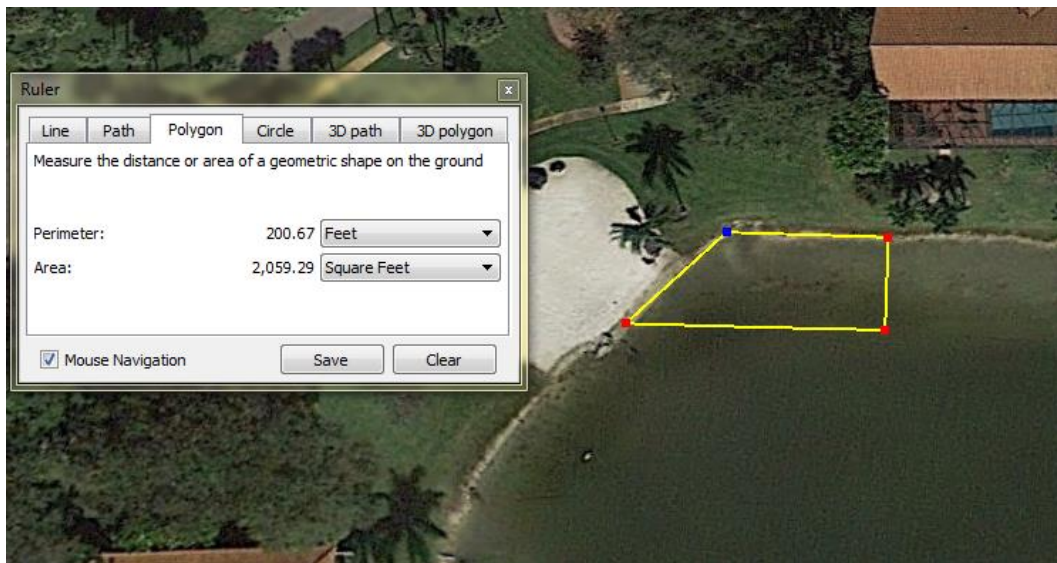 Ruler
Line Path Polygon Circle 3D path 3D polygon
Measure the distance or area of a geometric shape on the ground
Perimeter: 200.67 Feet
Area: 2,059.29 Square Feet
Mouse Navigation Save Clear